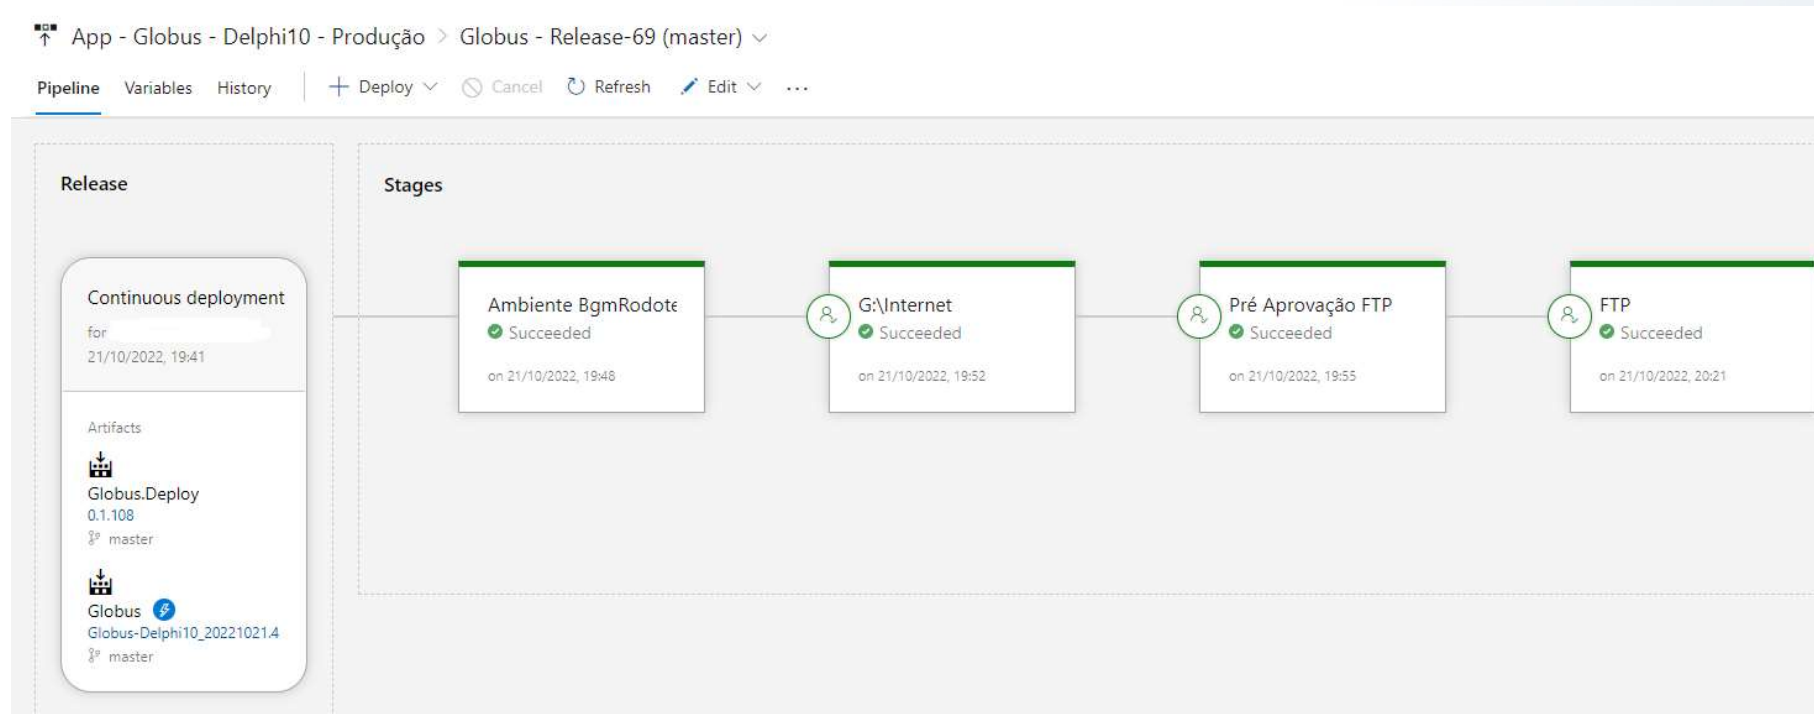 App - Globus - Delphi10 - Produção > Globus - Release-69 (master)
Pipeline Variables History Deploy Cancel Refresh Edit ...
Release
Continuous deployment
for
21/10/2022, 19:41
Artifacts
Globus.Deploy
0.1.108
master
Globus
Globus-Delphi10_20221021.4
master
Stages
Ambiente BgmRodote
Succeeded
on 21/10/2022, 19:48
G:\Internet
Succeeded
on 21/10/2022, 19:52
Pré Aprovação FTP
Succeeded
on 21/10/2022, 19:55
FTP
Succeeded
on 21/10/2022, 20:21